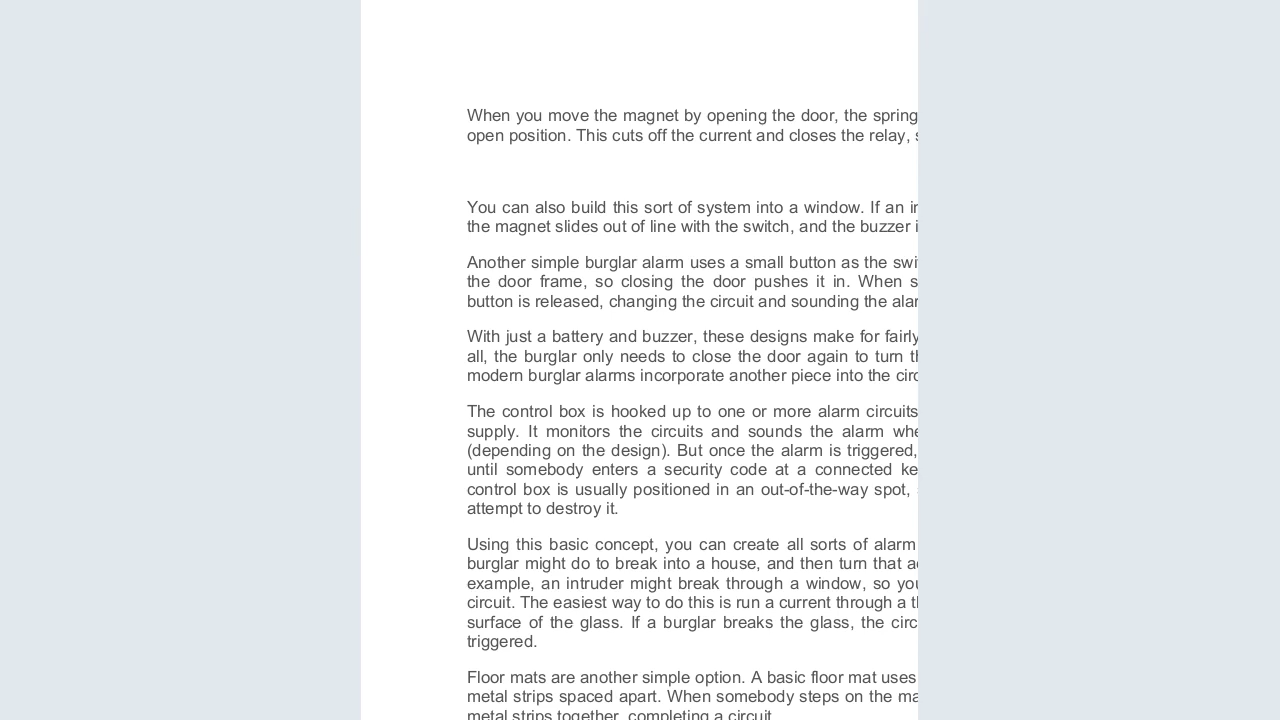 When you move the magnet by opening the door, the spring
open position. This cuts off the current and closes the relay,
You can also build this sort of system into a window. If an
the magnet slides out of line with the switch, and the buzzer
Another simple burglar alarm uses a small button as the
the door frame, so closing the door pushes it in. When
button is released, changing the circuit and sounding the
With just a battery and buzzer, these designs make for fairly
all, the burglar only needs to close the door again to turn
modern burglar alarms incorporate another piece into the
The control box is hooked up to one or more alarm circuits
supply. It monitors the circuits and sounds the alarm
(depending on the design). But once the alarm is triggered,
until somebody enters a security code at a connected
control box is usually positioned in an out-of-the-way spot,
attempt to destroy it.
Using this basic concept, you can create all sorts of alarm
burglar might do to break into a house, and then turn that
example, an intruder might break through a window, so
circuit. The easiest way to do this is run a current through a
surface of the glass. If a burglar breaks the glass, the
triggered.
Floor mats are another simple option. A basic floor mat uses
metal strips spaced apart. When somebody steps on the
metal strips together, completing a circuit.